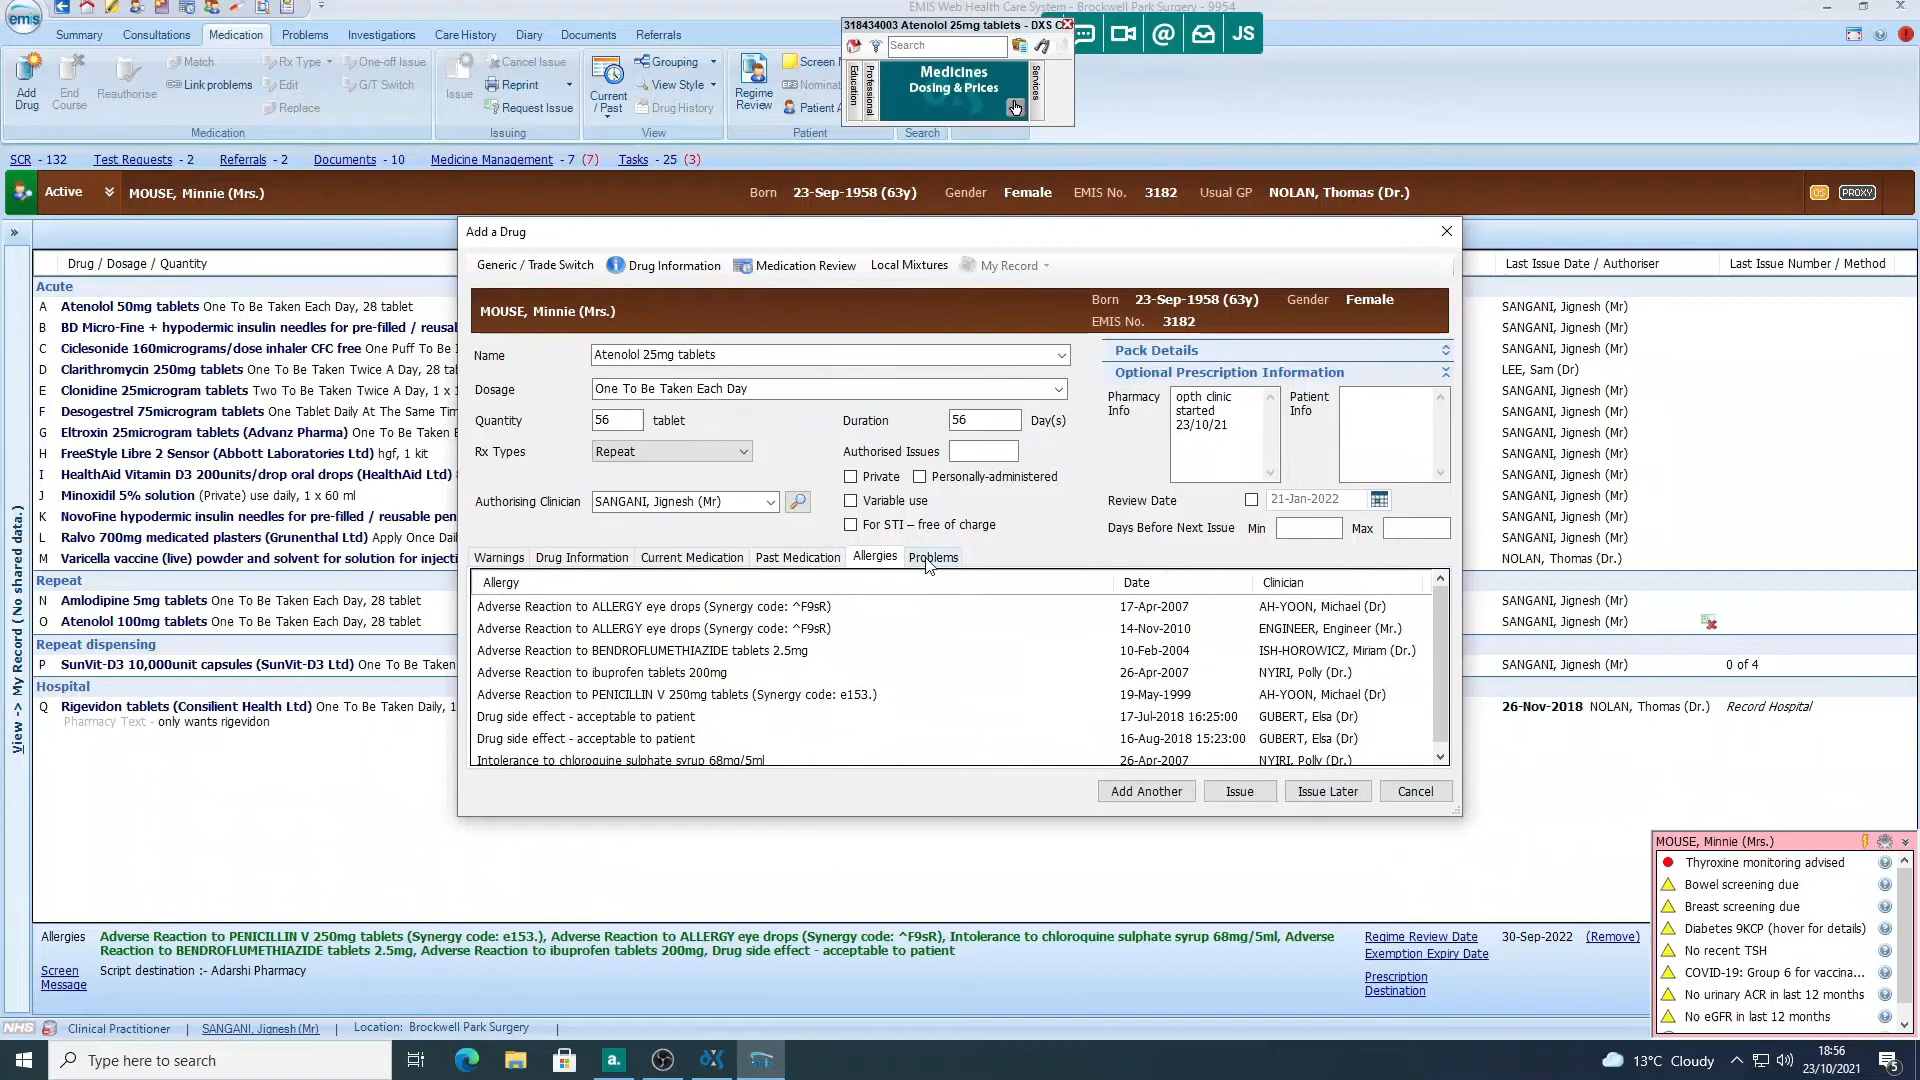 emis
EMIS Web Health Care System - Brockwell Park Surgery - 9954
Summary
Consultations
Medication
Problems
Investigations
Care History
Diary
Documents
Referrals
318434003 Atenolol 25mg tablets - DXS
Search
Education
Professional
Medicines
Dosing & Prices
Services
@
JS
Add
Drug
End
Course
Reauthorise
Match
Link problems
Rx Type
Edit
Replace
One-off Issue
G/T Switch
Medication
Issue
Cancel Issue
Reprint
Request Issue
Issuing
Current
/ Past
Grouping
View Style
Drug History
View
Regime
Review
Screen
Nomina
Patient
Patient
Search
SCR - 132
Test Requests - 2
Referrals - 2
Documents - 10
Medicine Management - 7 (7)
Tasks - 25 (3)
Active
MOUSE, Minnie (Mrs.)
Born 23-Sep-1958 (63y)
Gender Female
EMIS No. 3182
Usual GP NOLAN, Thomas (Dr.)
OS
PROXY
View -> My Record (No shared data.)
Drug / Dosage / Quantity
Last Issue Date / Authoriser
Last Issue Number / Method
Acute
A Atenolol 50mg tablets One To Be Taken Each Day, 28 tablet
SANGANI, Jignesh (Mr)
B BD Micro-Fine + hypodermic insulin needles for pre-filled / reusab
SANGANI, Jignesh (Mr)
C Ciclesonide 160micrograms/dose inhaler CFC free One Puff To Be I
SANGANI, Jignesh (Mr)
D Clarithromycin 250mg tablets One To Be Taken Twice A Day, 28 ta
LEE, Sam (Dr)
E Clonidine 25microgram tablets Two To Be Taken Twice A Day, 1 x 1
SANGANI, Jignesh (Mr)
F Desogestrel 75microgram tablets One Tablet Daily At The Same Tim
SANGANI, Jignesh (Mr)
G Eltroxin 25microgram tablets (Advanz Pharma) One To Be Taken E
SANGANI, Jignesh (Mr)
H FreeStyle Libre 2 Sensor (Abbott Laboratories Ltd) hgf, 1 kit
SANGANI, Jignesh (Mr)
I HealthAid Vitamin D3 200units/drop oral drops (HealthAid Ltd)
SANGANI, Jignesh (Mr)
J Minoxidil 5% solution (Private) use daily, 1 x 60 ml
SANGANI, Jignesh (Mr)
K NovoFine hypodermic insulin needles for pre-filled / reusable pen
SANGANI, Jignesh (Mr)
L Ralvo 700mg medicated plasters (Grunenthal Ltd) Apply Once Dail
SANGANI, Jignesh (Mr)
M Varicella vaccine (live) powder and solvent for solution for injecti
NOLAN, Thomas (Dr.)
Repeat
N Amlodipine 5mg tablets One To Be Taken Each Day, 28 tablet
SANGANI, Jignesh (Mr)
O Atenolol 100mg tablets One To Be Taken Each Day, 28 tablet
SANGANI, Jignesh (Mr)
Repeat dispensing
P SunVit-D3 10,000unit capsules (SunVit-D3 Ltd) One To Be Taken
SANGANI, Jignesh (Mr) 0 of 4
Hospital
Q Rigevidon tablets (Consilient Health Ltd) One To Be Taken Daily, 1
26-Nov-2018 NOLAN, Thomas (Dr.) Record Hospital
Pharmacy Text - only wants rigevidon
Add a Drug
Generic / Trade Switch
Drug Information
Medication Review
Local Mixtures
My Record
MOUSE, Minnie (Mrs.)
Born 23-Sep-1958 (63y) Gender Female
EMIS No. 3182
Name Atenolol 25mg tablets
Dosage One To Be Taken Each Day
Quantity 56 tablet
Duration 56 Day(s)
Rx Types Repeat
Authorised Issues
Private
Personally-administered
Authorising Clinician SANGANI, Jignesh (Mr)
Variable use
For STI – free of charge
Pack Details
Optional Prescription Information
Pharmacy
Info
opth clinic
started
23/10/21
Patient
Info
Review Date 21-Jan-2022
Days Before Next Issue Min Max
Warnings
Drug Information
Current Medication
Past Medication
Allergies
Problems
Allergy Date Clinician
Adverse Reaction to ALLERGY eye drops (Synergy code: ^F9sR) 17-Apr-2007 AH-YOON, Michael (Dr)
Adverse Reaction to ALLERGY eye drops (Synergy code: ^F9sR) 14-Nov-2010 ENGINEER, Engineer (Mr.)
Adverse Reaction to BENDROFLUMETHIAZIDE tablets 2.5mg 10-Feb-2004 ISH-HOROWICZ, Miriam (Dr.)
Adverse Reaction to ibuprofen tablets 200mg 26-Apr-2007 NYIRI, Polly (Dr.)
Adverse Reaction to PENICILLIN V 250mg tablets (Synergy code: e153.) 19-May-1999 AH-YOON, Michael (Dr)
Drug side effect - acceptable to patient 17-Jul-2018 16:25:00 GUBERT, Elsa (Dr)
Drug side effect - acceptable to patient 16-Aug-2018 15:23:00 GUBERT, Elsa (Dr)
Intolerance to chloroquine sulphate syrup 68mg/5ml 26-Apr-2007 NYIRI, Polly (Dr.)
Add Another
Issue
Issue Later
Cancel
MOUSE, Minnie (Mrs.)
Thyroxine monitoring advised
Bowel screening due
Breast screening due
Diabetes 9KCP (hover for details)
No recent TSH
COVID-19: Group 6 for vaccina...
No urinary ACR in last 12 months
No eGFR in last 12 months
Allergies Adverse Reaction to PENICILLIN V 250mg tablets (Synergy code: e153.), Adverse Reaction to ALLERGY eye drops (Synergy code: ^F9sR), Intolerance to chloroquine sulphate syrup 68mg/5ml, Adverse
Reaction to BENDROFLUMETHIAZIDE tablets 2.5mg, Adverse Reaction to ibuprofen tablets 200mg, Drug side effect - acceptable to patient
Screen
Message
Script destination :- Adarshi Pharmacy
Regime Review Date 30-Sep-2022 (Remove)
Exemption Expiry Date
Prescription
Destination
NHS
Clinical Practitioner
SANGANI, Jignesh (Mr)
Location: Brockwell Park Surgery
Type here to search
a.
13°C Cloudy
18:56
23/10/2021
5